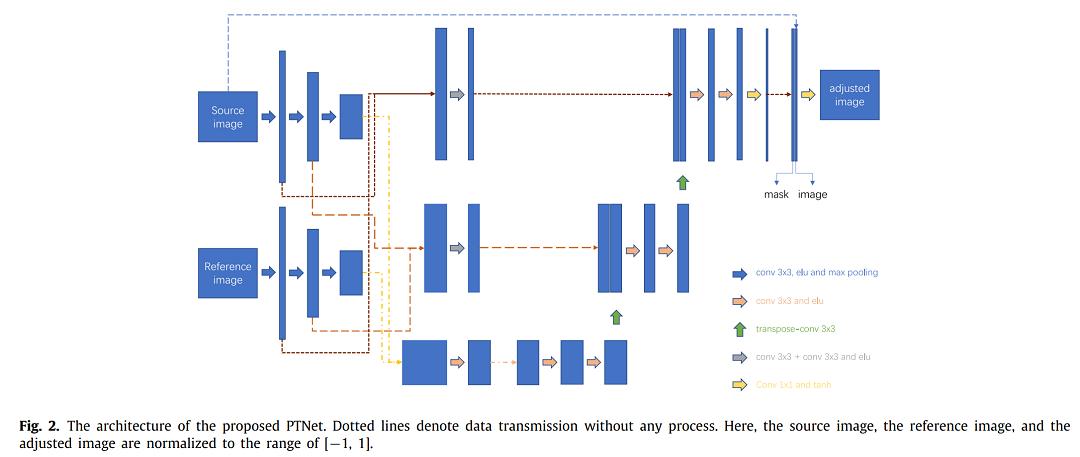 Source
image
adjusted
image
mask image
Reference
image
conv 3x3, elu and max pooling
conv 3x3 and elu
transpose-conv 3x3
conv 3x3 + conv 3x3 and elu
Conv 1x1 and tanh
Fig. 2. The architecture of the proposed PTNet. Dotted lines denote data transmission without any process. Here, the source image, the reference image, and the
adjusted image are normalized to the range of [−1, 1].